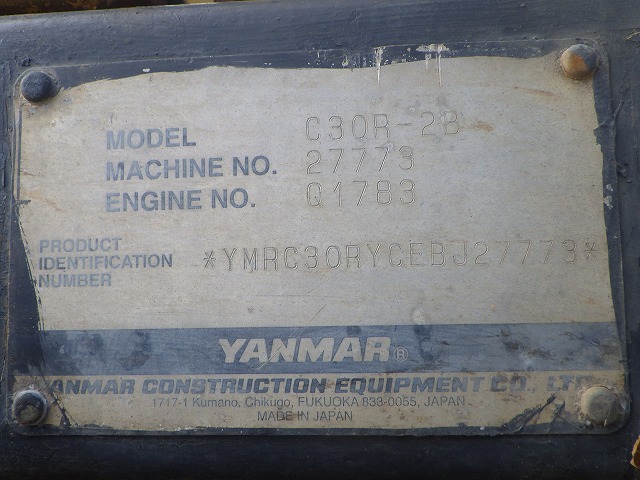 MODEL C30R-2B
MACHINE NO. 27773
ENGINE NO. Q1783
PRODUCT
IDENTIFICATION
NUMBER *YMRC30RYCEBJ27773*
YANMAR®
YANMAR CONSTRUCTION EQUIPMENT CO., LTD.
1717-1 Kumano, Chikugo, FUKUOKA 833-0055, JAPAN
MADE IN JAPAN